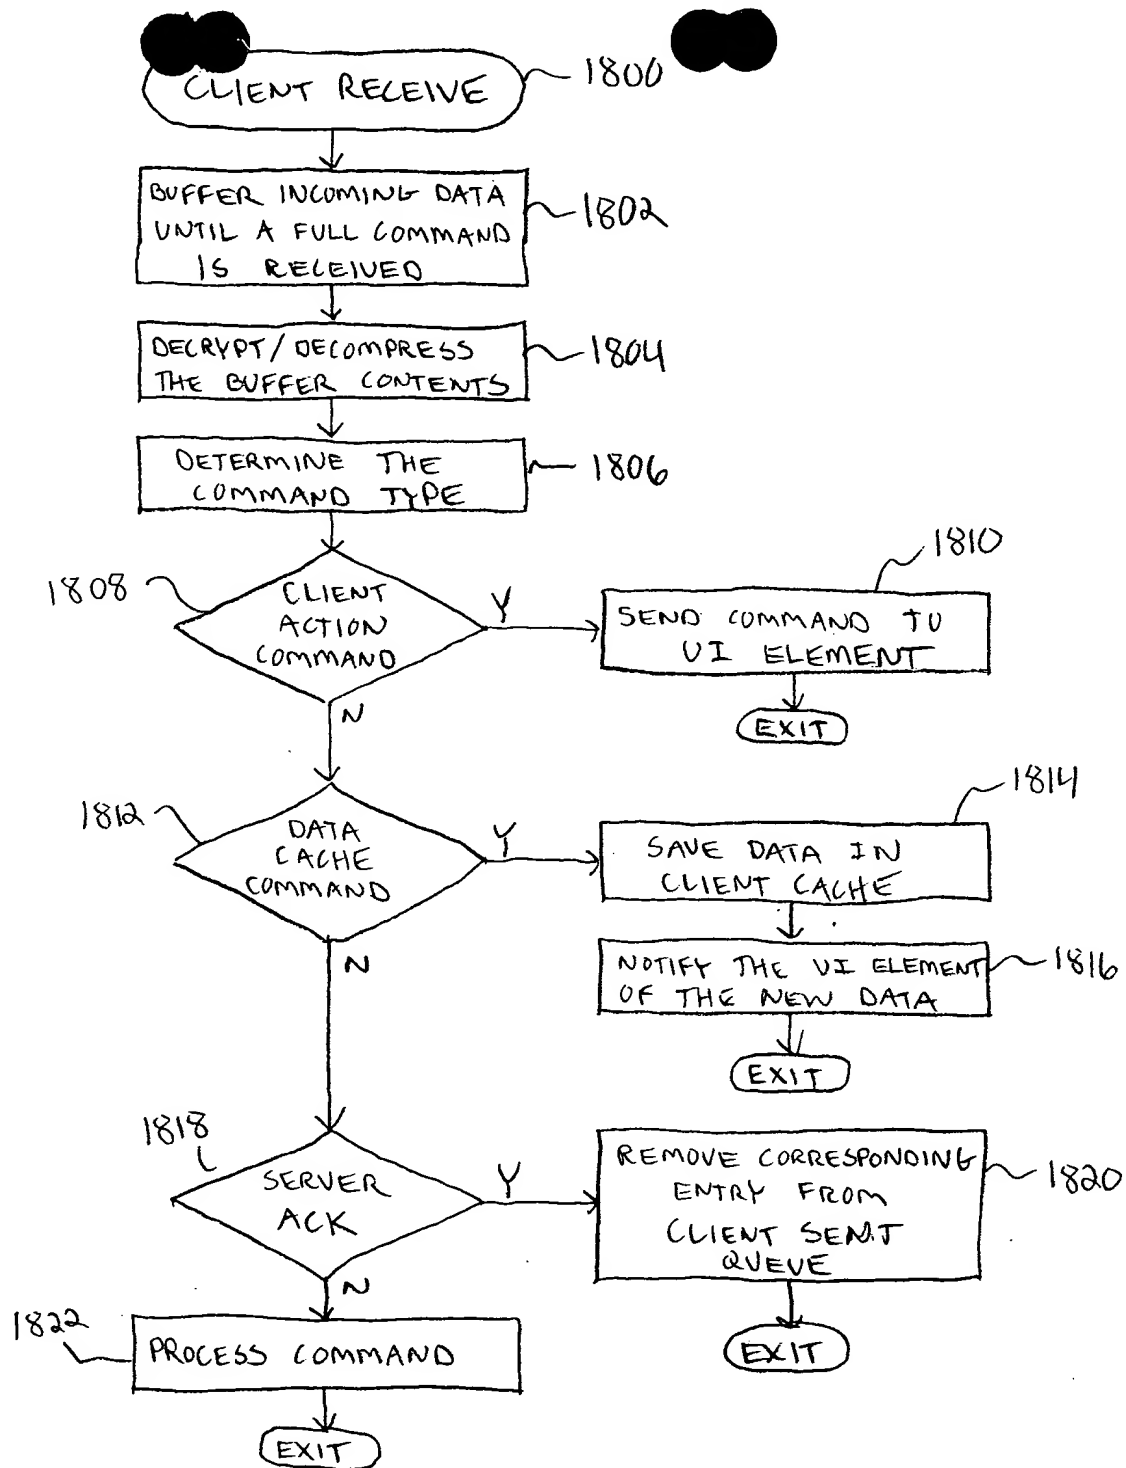 CLIENT RECEIVE
1800
BUFFER INCOMING DATA
UNTIL A FULL COMMAND
IS RECEIVED
1802
DECRYPT/DECOMPRESS
THE BUFFER CONTENTS
1804
DETERMINE THE
COMMAND TYPE
1806
1808
CLIENT
ACTION
COMMAND
Y
N
1810
SEND COMMAND TO
UI ELEMENT
EXIT
1812
DATA
CACHE
COMMAND
Y
N
1814
SAVE DATA IN
CLIENT CACHE
NOTIFY THE UI ELEMENT
OF THE NEW DATA
1816
EXIT
1818
SERVER
ACK
Y
N
REMOVE CORRESPONDING
ENTRY FROM
CLIENT SENT
QUEUE
1820
EXIT
1822
PROCESS COMMAND
EXIT